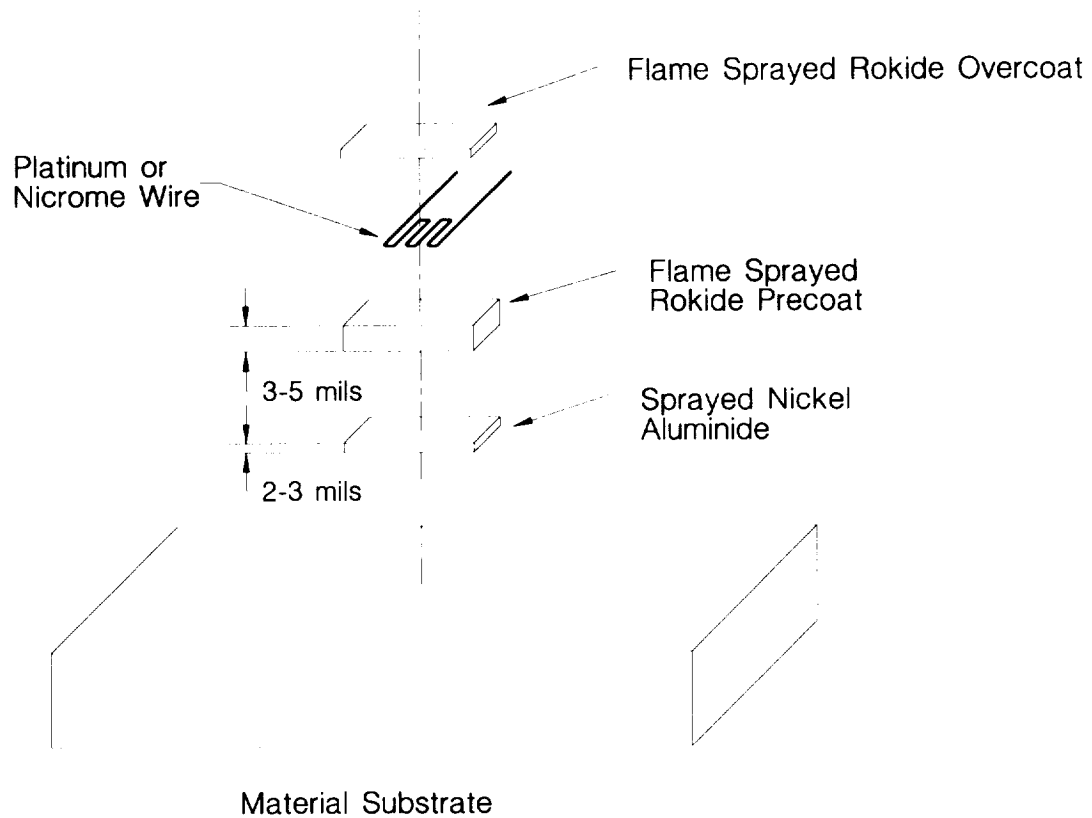 Flame Sprayed Rokide Overcoat
Platinum or
Nicrome Wire
Flame Sprayed
Rokide Precoat
3-5 mils
Sprayed Nickel
Aluminide
2-3 mils
Material Substrate